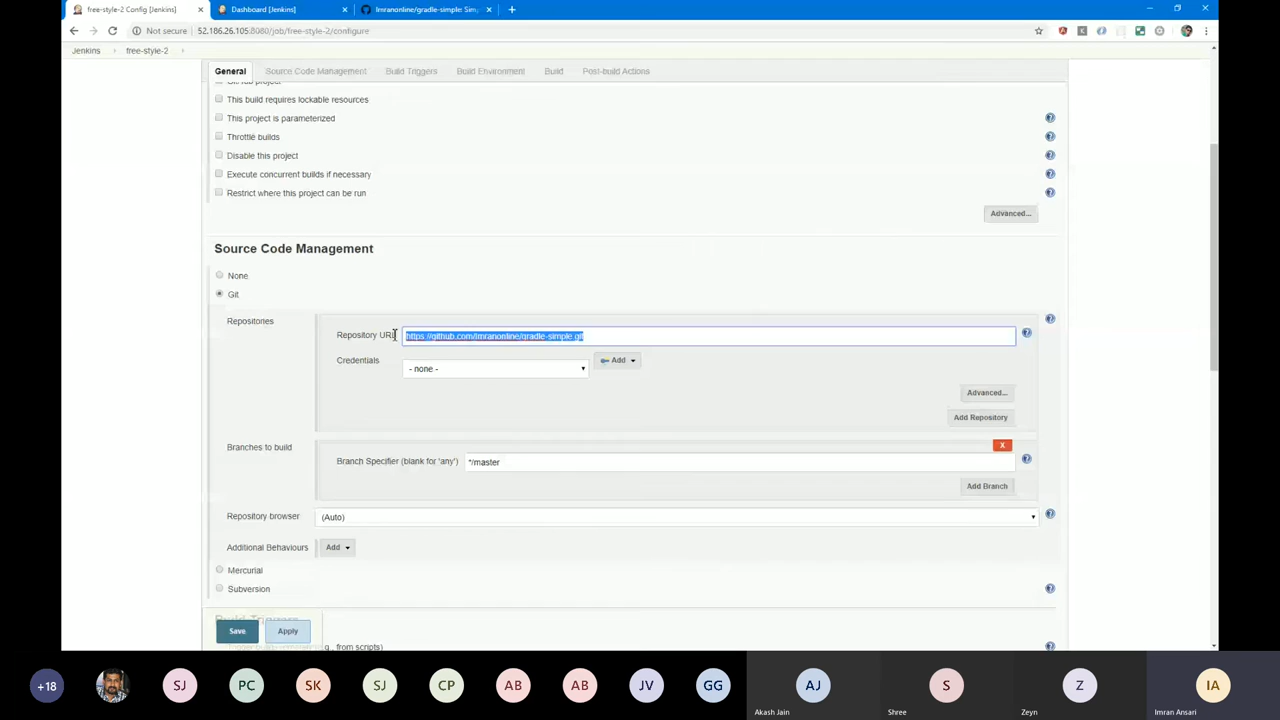 free-style-2 Config [Jenkins]
Dashboard [Jenkins]
Imranonline/gradle-simple: Sim
Not secure
52.186.26.105:8080/job/free-style-2/configure
Jenkins
free-style-2
General
Source Code Management
Build Triggers
Build Environment
Build
Post-build Actions
GitHub project
This build requires lockable resources
This project is parameterized
Throttle builds
Disable this project
Execute concurrent builds if necessary
Restrict where this project can be run
Advanced...
Source Code Management
None
Git
Repositories
Repository URL
https://github.com/Imranonline/gradle-simple.git
Credentials
- none -
Add
Advanced...
Add Repository
Branches to build
X
Branch Specifier (blank for 'any')
*/master
Add Branch
Repository browser
(Auto)
Additional Behaviours
Add
Mercurial
Subversion
Build Triggers
Save
Apply
g., from scripts)
+18
SJ
PC
SK
SJ
CP
AB
AB
JV
GG
AJ
Akash Jain
S
Shree
Z
Zeyn
IA
Imran Ansari